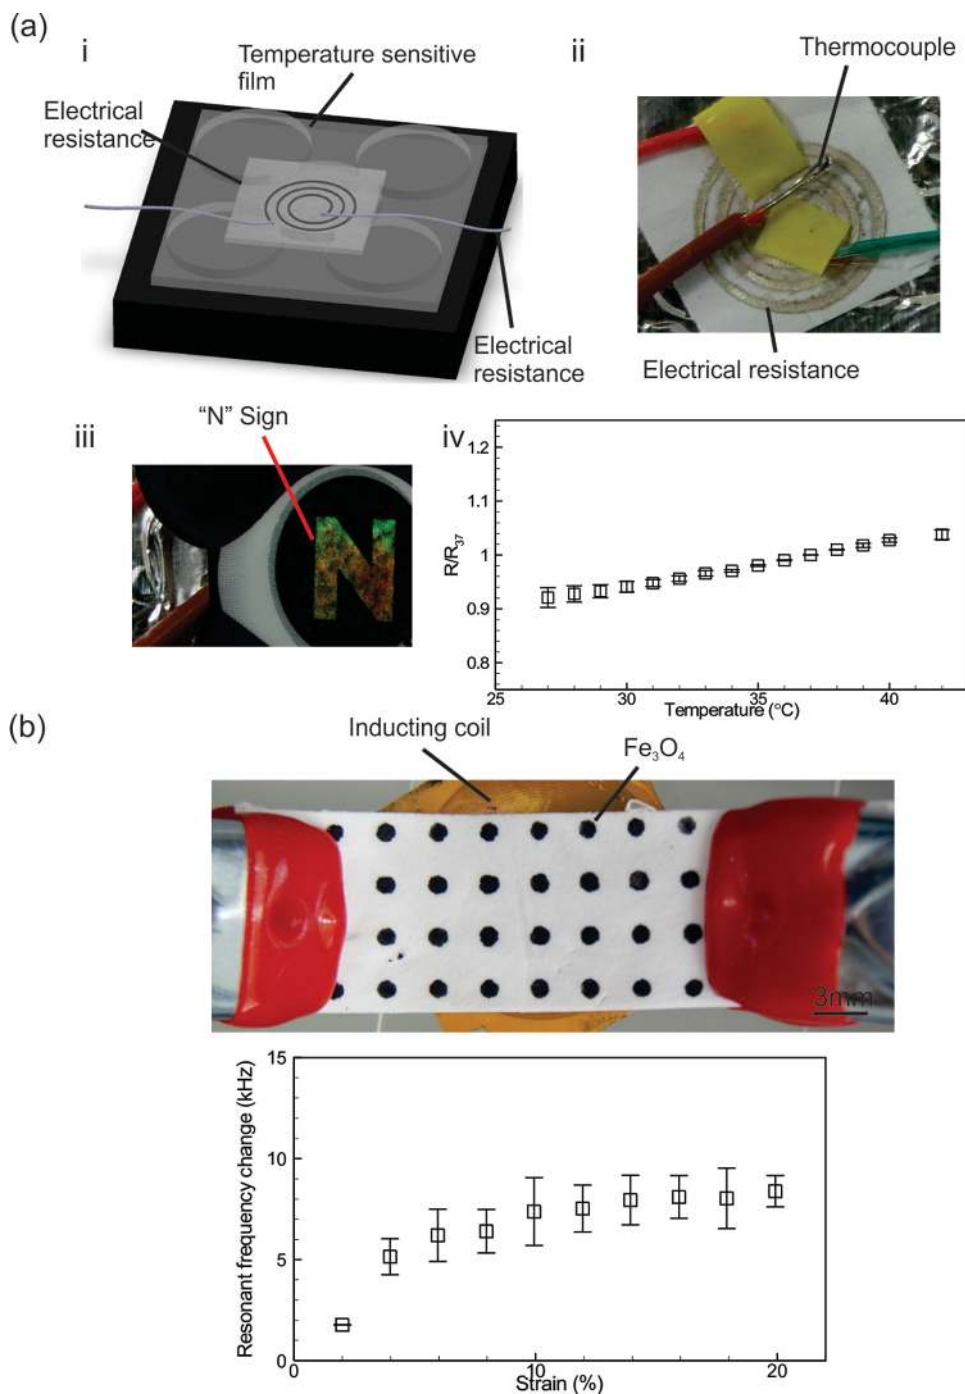 (a)
i
Temperature sensitive
film
Electrical
resistance
Electrical
resistance
ii
Thermocouple
Electrical resistance
iii
“N” Sign
N
iv
R/R37
1.2
1.1
1
0.9
0.8
25
30
35
40
Temperature (°C)
(b)
Inducting coil
Fe3O4
3mm
Resonant frequency change (kHz)
15
10
5
0
0
10
20
Strain (%)